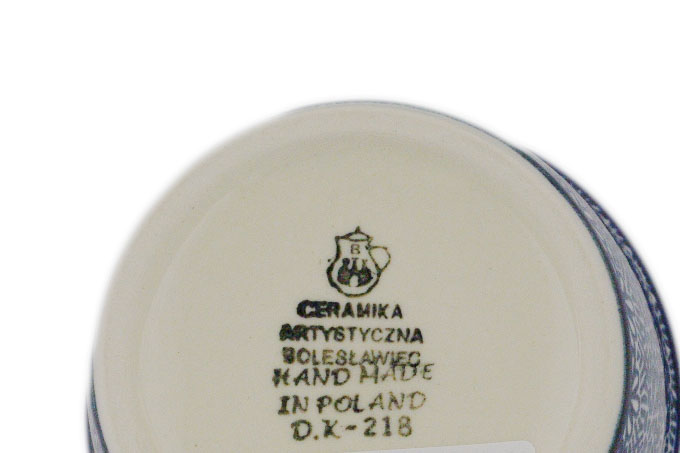 B
CERAMIKA
ARTYSTYCZNA
BOLESŁAWIEC
HAND MADE
IN POLAND
D.K-218